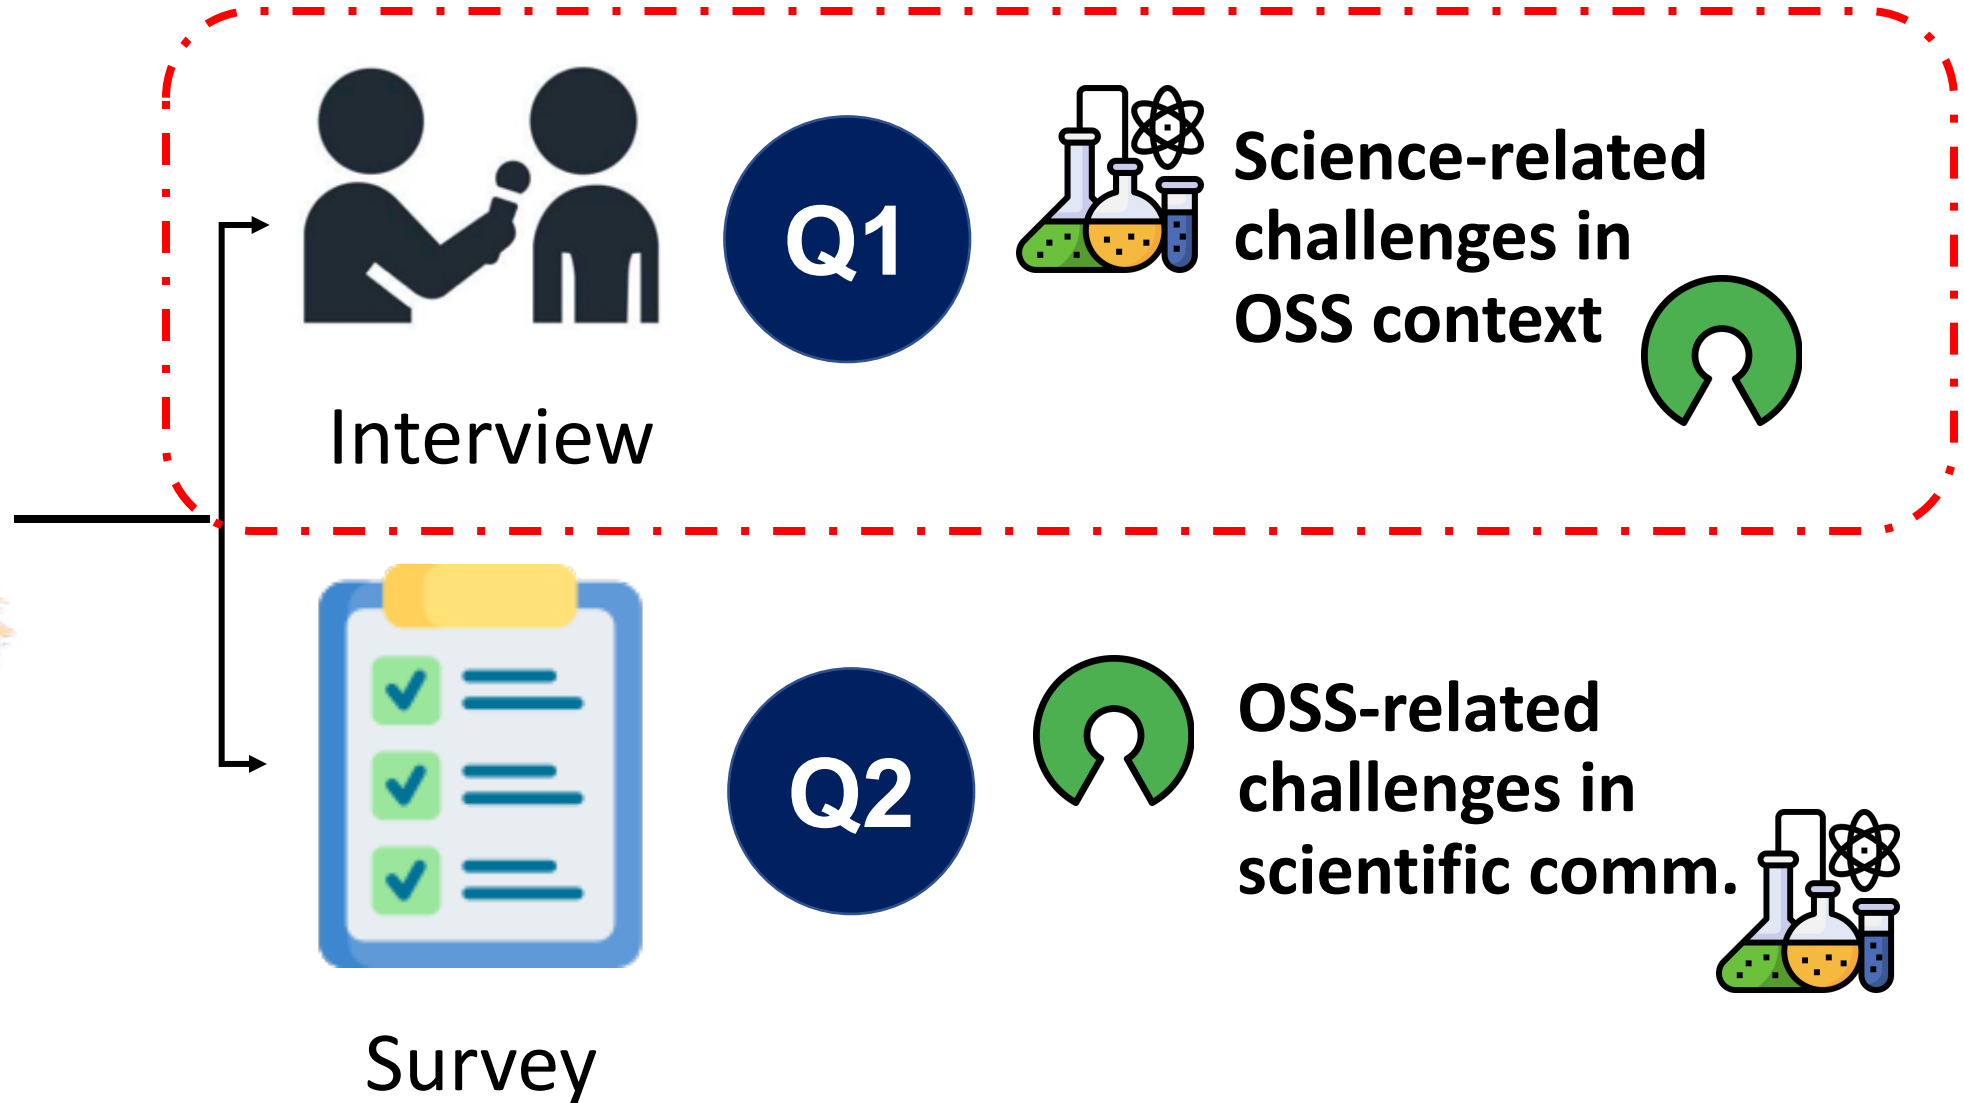 Q1
Science-related
challenges in
OSS context
Interview
Q2
OSS-related
challenges in
scientific comm.
Survey